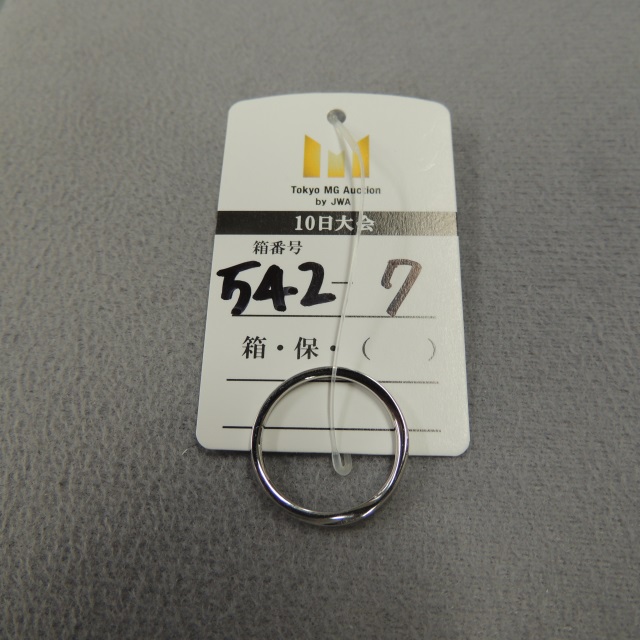 Tokyo MG Auction
by JWA
10日大会
箱番号
542-7
箱・保・(　　)